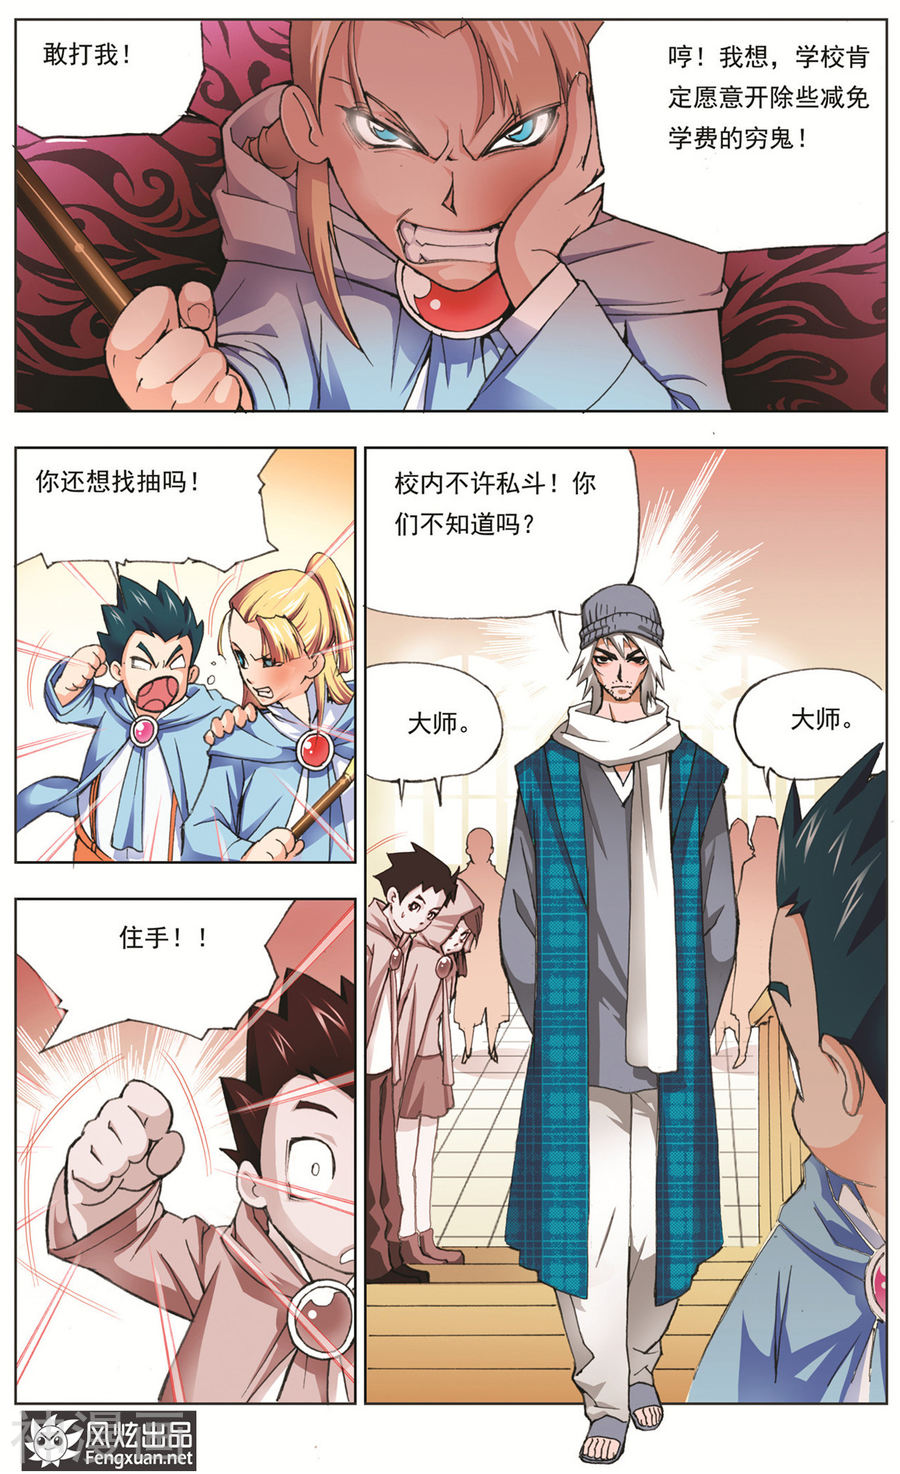 敢打我！
哼！我想，学校肯
定愿意开除些减免
学费的穷鬼！
你还想找抽吗！
住手！！
校内不许私斗！你
们不知道吗？
大师。
大师。
风炫出品
Fengxuan.net